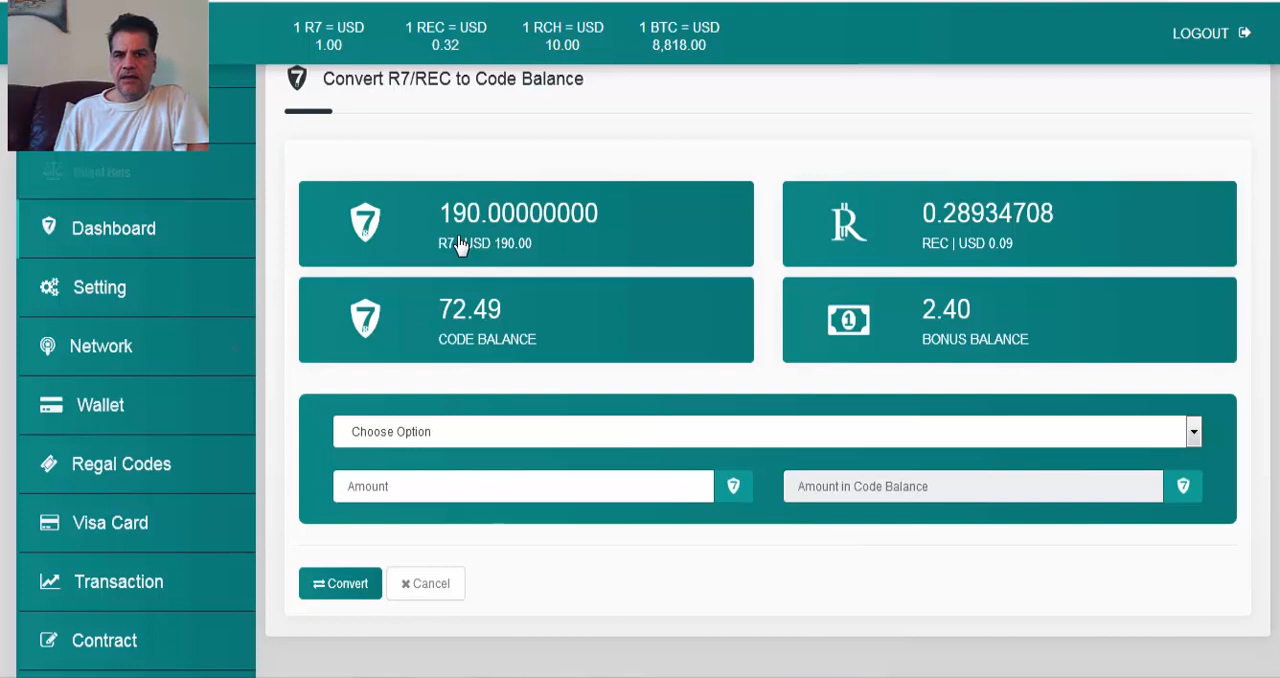 1 R7 = USD 1 REC = USD 1 RCH = USD 1 BTC = USD
1.00 0.32 10.00 8,818.00
LOGOUT
Convert R7/REC to Code Balance
Dashboard
Setting
Network
Wallet
Regal Codes
Visa Card
Transaction
Contract
190.00000000
R7 USD 190.00
0.28934708
REC | USD 0.09
72.49
CODE BALANCE
2.40
BONUS BALANCE
Choose Option
Amount
Amount in Code Balance
Convert
Cancel